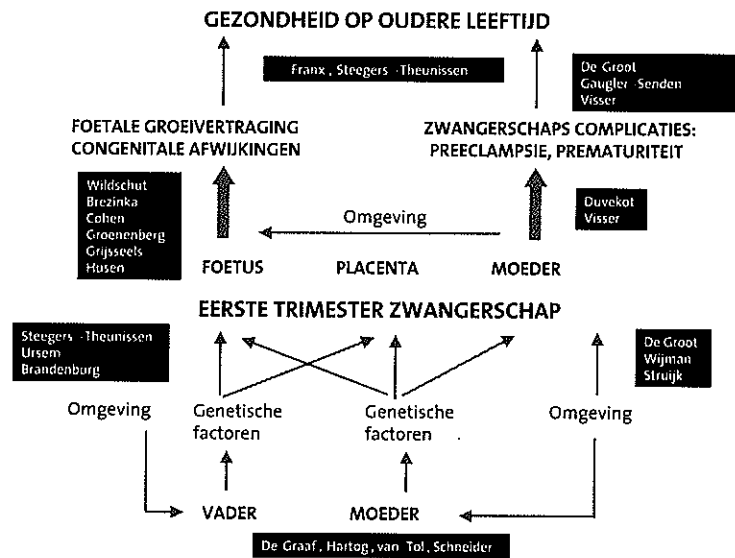 GEZONDHEID OP OUDERE LEEFTIJD
Franx, Steegers -Theunissen
De Groot
Gaugler -Senden
Visser
FOETALE GROEIVERTRAGING
CONGENITALE AFWIJKINGEN
ZWANGERSCHAPS COMPLICATIES:
PREECLAMPSIE, PREMATURITEIT
Wildschut
Brezinka
Cohen
Groenenberg
Grijsseels
Husen
Omgeving
Duvekot
Visser
FOETUS PLACENTA MOEDER
EERSTE TRIMESTER ZWANGERSCHAP
Steegers -Theunissen
Ursem
Brandenburg
De Groot
Wijman
Struijk
Omgeving
Genetische
factoren
Genetische
factoren
Omgeving
VADER MOEDER
De Graaf, Hartog, van Tol, Schneider